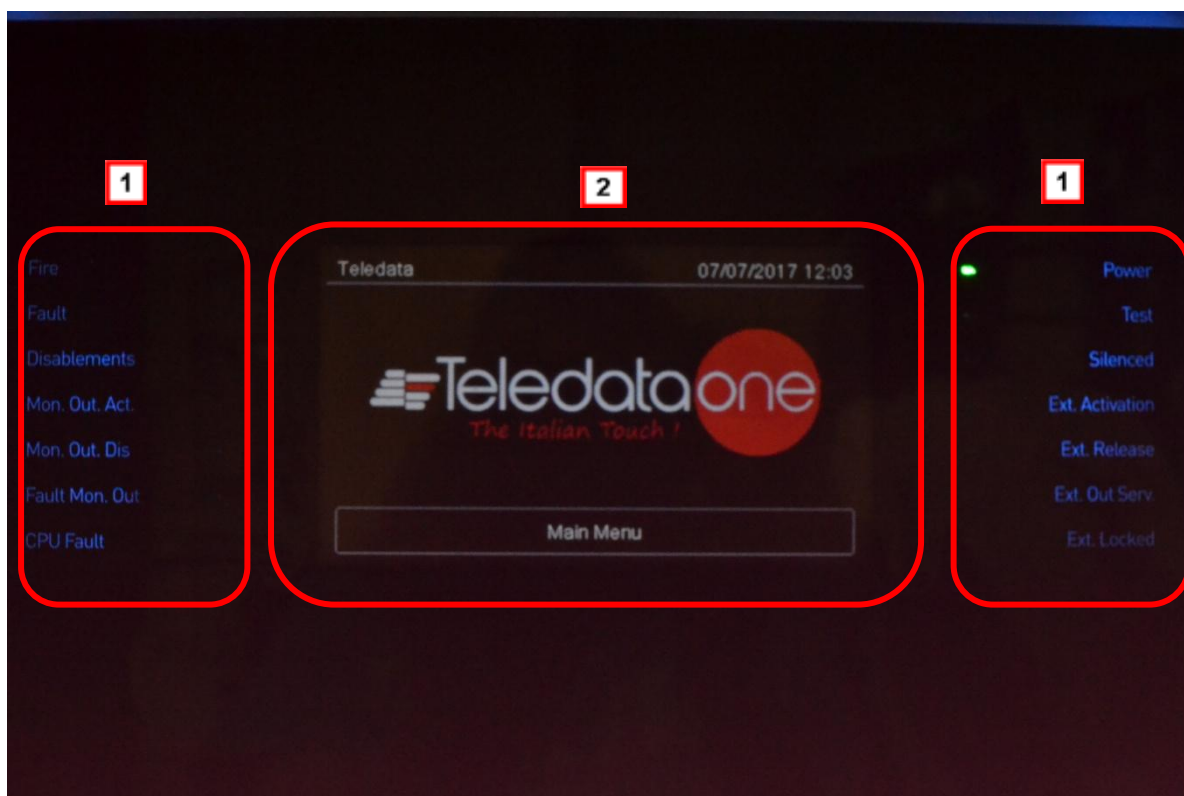 1
2
1
Fire
Fault
Disablements
Mon. Out. Act.
Mon. Out. Dis
Fault Mon. Out
CPU Fault
Teledata 07/07/2017 12:03
Teledata one
The Italian Touch !
Main Menu
Power
Test
Silenced
Ext. Activation
Ext. Release
Ext. Out Serv.
Ext. Locked